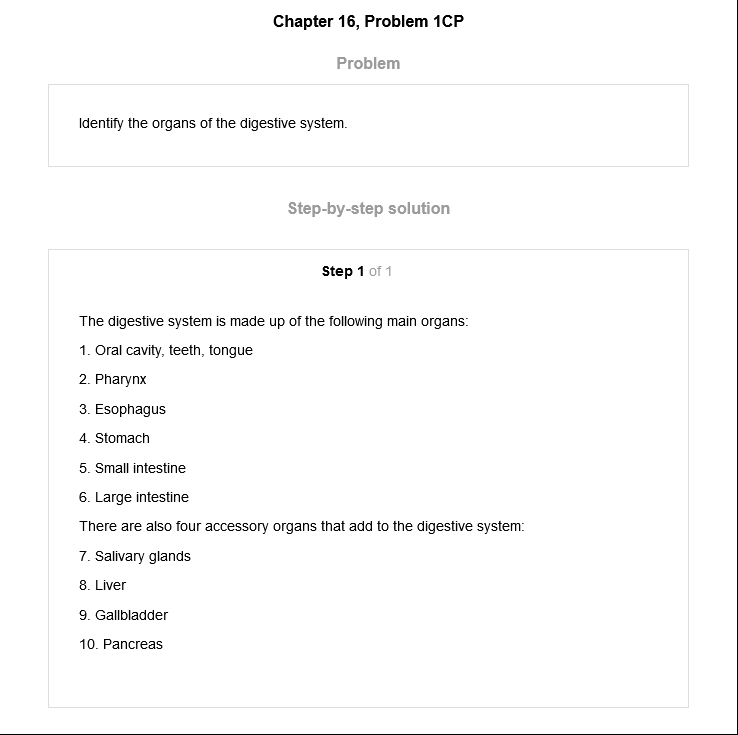 Chapter 16, Problem 1CP
Problem
Identify the organs of the digestive system.
Step-by-step solution
Step 1 of 1
The digestive system is made up of the following main organs:
1. Oral cavity, teeth, tongue
2. Pharynx
3. Esophagus
4. Stomach
5. Small intestine
6. Large intestine
There are also four accessory organs that add to the digestive system:
7. Salivary glands
8. Liver
9. Gallbladder
10. Pancreas